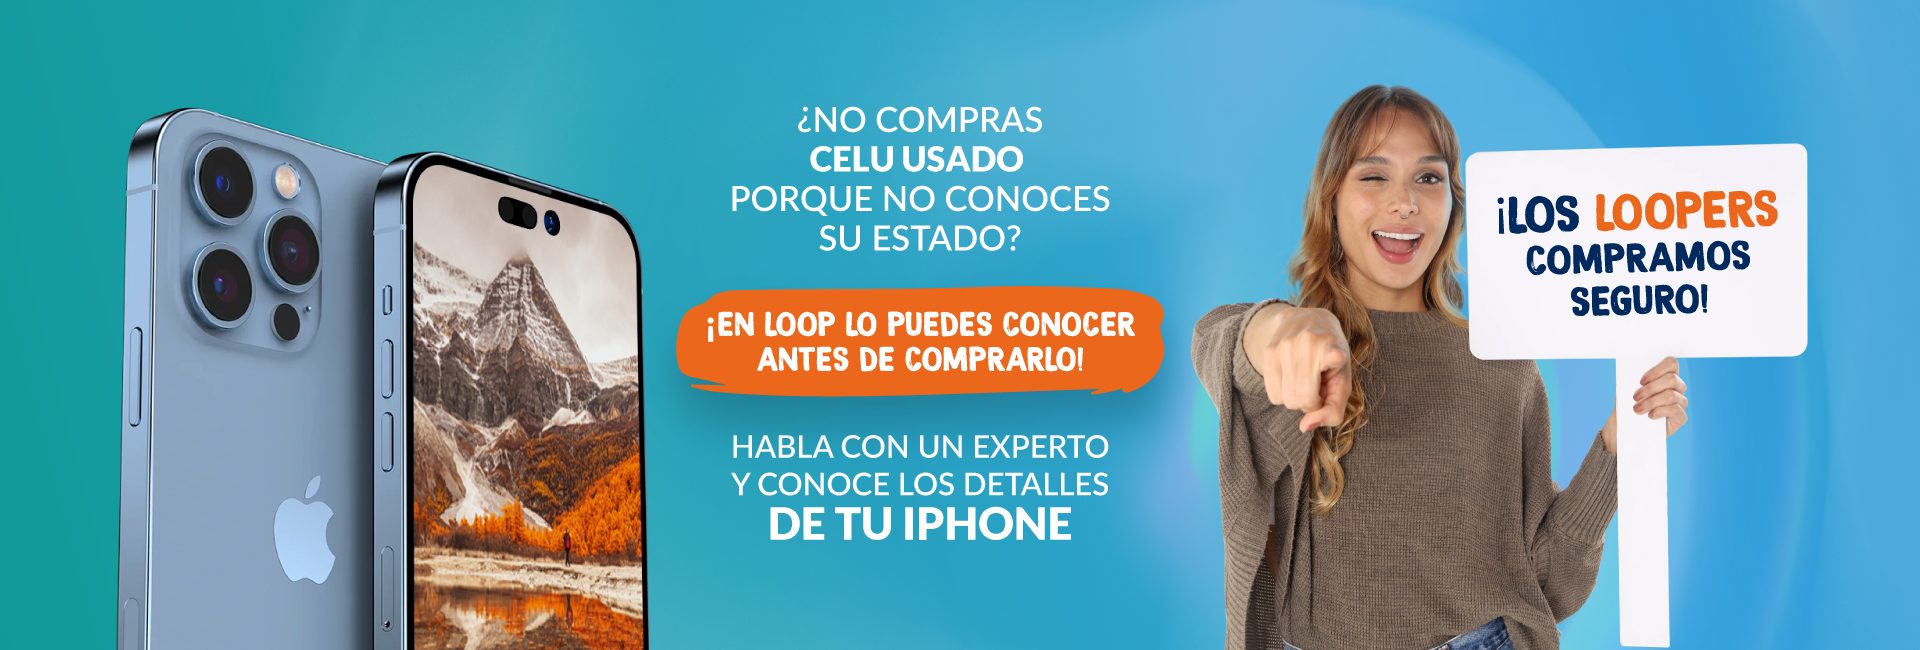 ¿NO COMPRAS
CELU USADO
PORQUE NO CONOCES
SU ESTADO?
¡EN LOOP LO PUEDES CONOCER
ANTES DE COMPRARLO!
HABLA CON UN EXPERTO
Y CONOCE LOS DETALLES
DE TU IPHONE
¡LOS LOOPERS
COMPRAMOS
SEGURO!